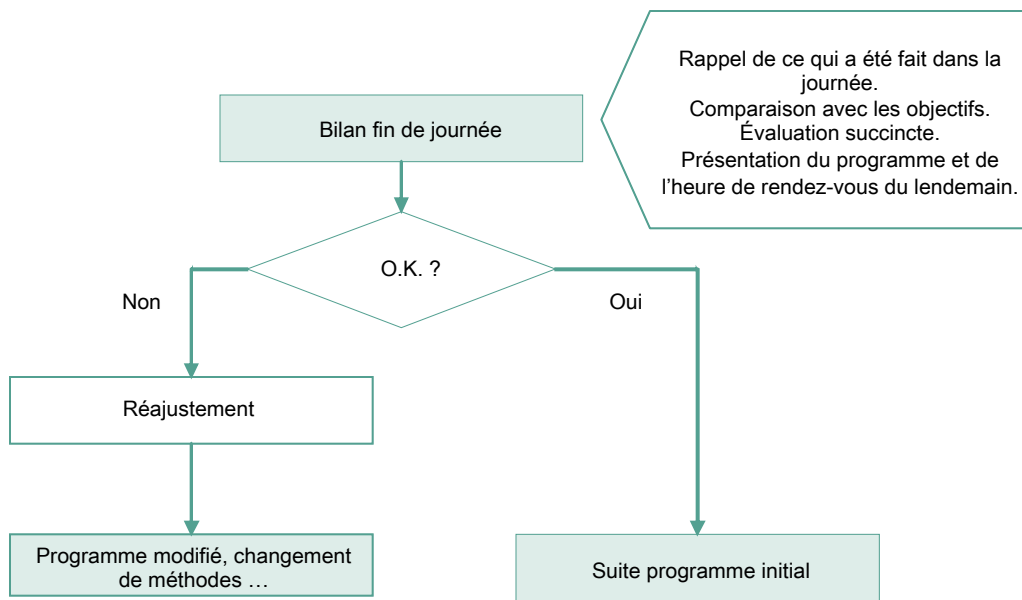 Rappel de ce qui a été fait dans la
journée.
Comparaison avec les objectifs.
Évaluation succincte.
Présentation du programme et de
l’heure de rendez-vous du lendemain.
Bilan fin de journée
O.K. ?
Non
Oui
Réajustement
Programme modifié, changement
de méthodes …
Suite programme initial